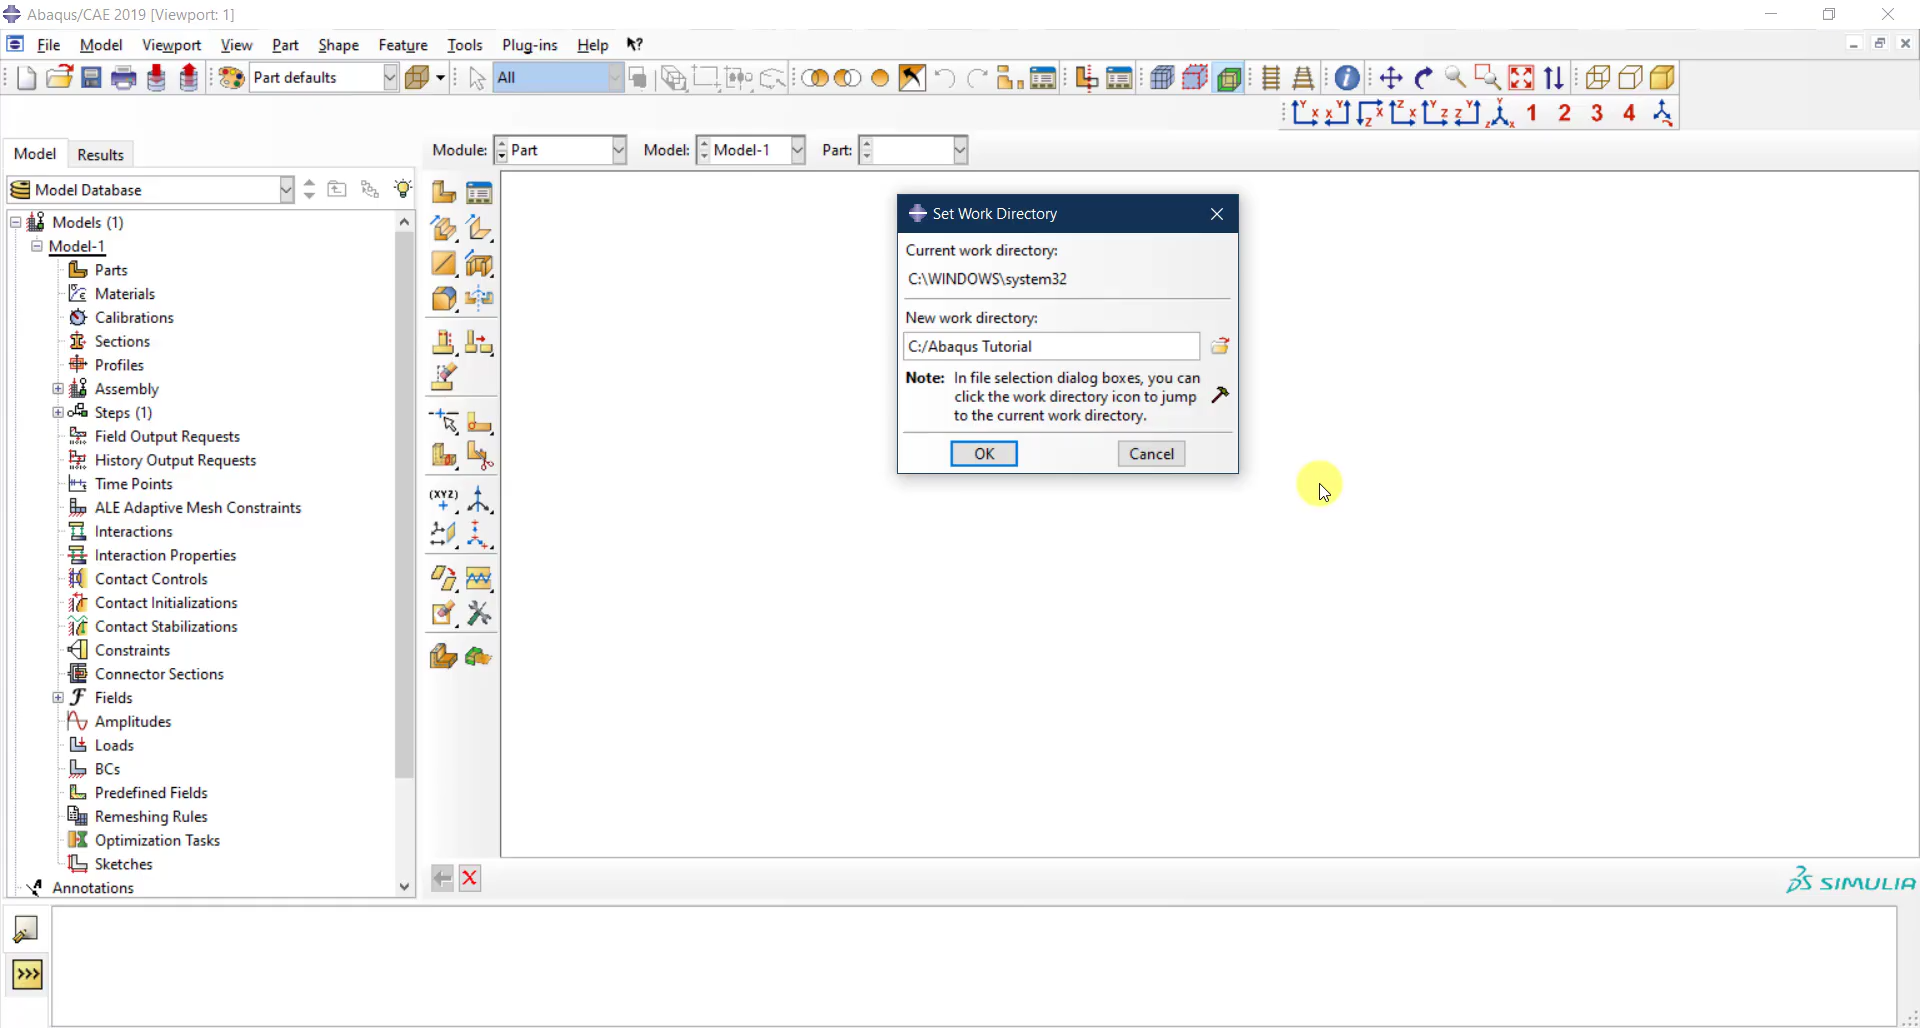 Abaqus/CAE 2019 [Viewport: 1]
File Model Viewport View Part Shape Feature Tools Plug-ins Help
Part defaults All
1 2 3 4
Model Results
Module: Part Model: Model-1 Part:
Model Database
Models (1)
Model-1
Parts
Materials
Calibrations
Sections
Profiles
Assembly
Steps (1)
Field Output Requests
History Output Requests
Time Points
ALE Adaptive Mesh Constraints
Interactions
Interaction Properties
Contact Controls
Contact Initializations
Contact Stabilizations
Constraints
Connector Sections
Fields
Amplitudes
Loads
BCs
Predefined Fields
Remeshing Rules
Optimization Tasks
Sketches
Annotations
(XYZ)
Set Work Directory
Current work directory:
C:\WINDOWS\system32
New work directory:
C:/Abaqus Tutorial
Note: In file selection dialog boxes, you can
click the work directory icon to jump
to the current work directory.
OK Cancel
SIMULIA
>>>